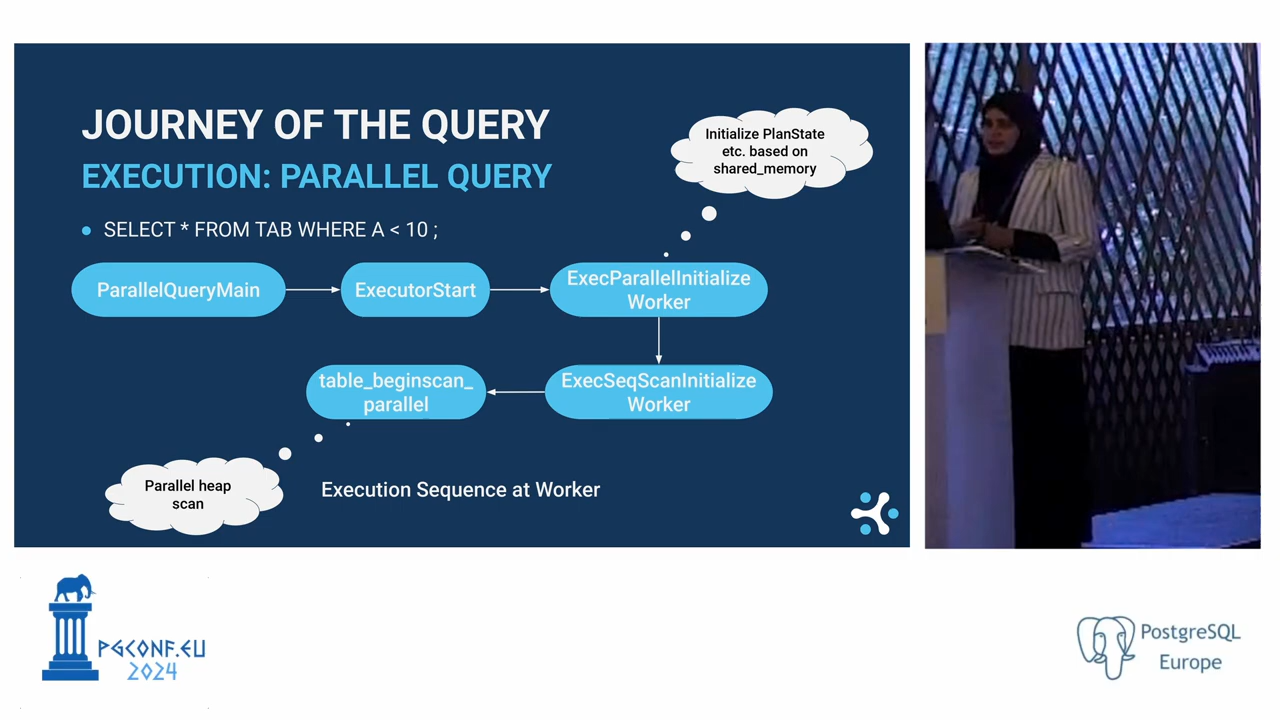 JOURNEY OF THE QUERY
EXECUTION: PARALLEL QUERY
Initialize PlanState
etc. based on
shared_memory
SELECT * FROM TAB WHERE A < 10 ;
ParallelQueryMain
ExecutorStart
ExecParallelInitialize
Worker
ExecSeqScanInitialize
Worker
table_beginscan_
parallel
Parallel heap
scan
Execution Sequence at Worker
PGCONF.EU
2024
PostgreSQL
Europe